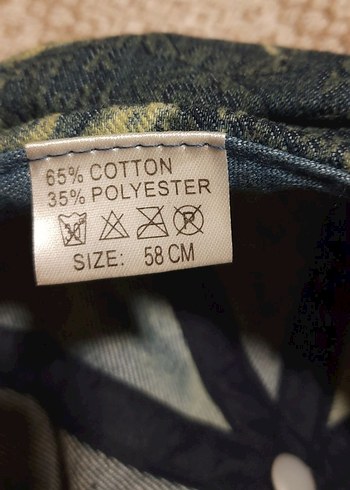 65% COTTON
35% POLYESTER
P
SIZE: 58 CM